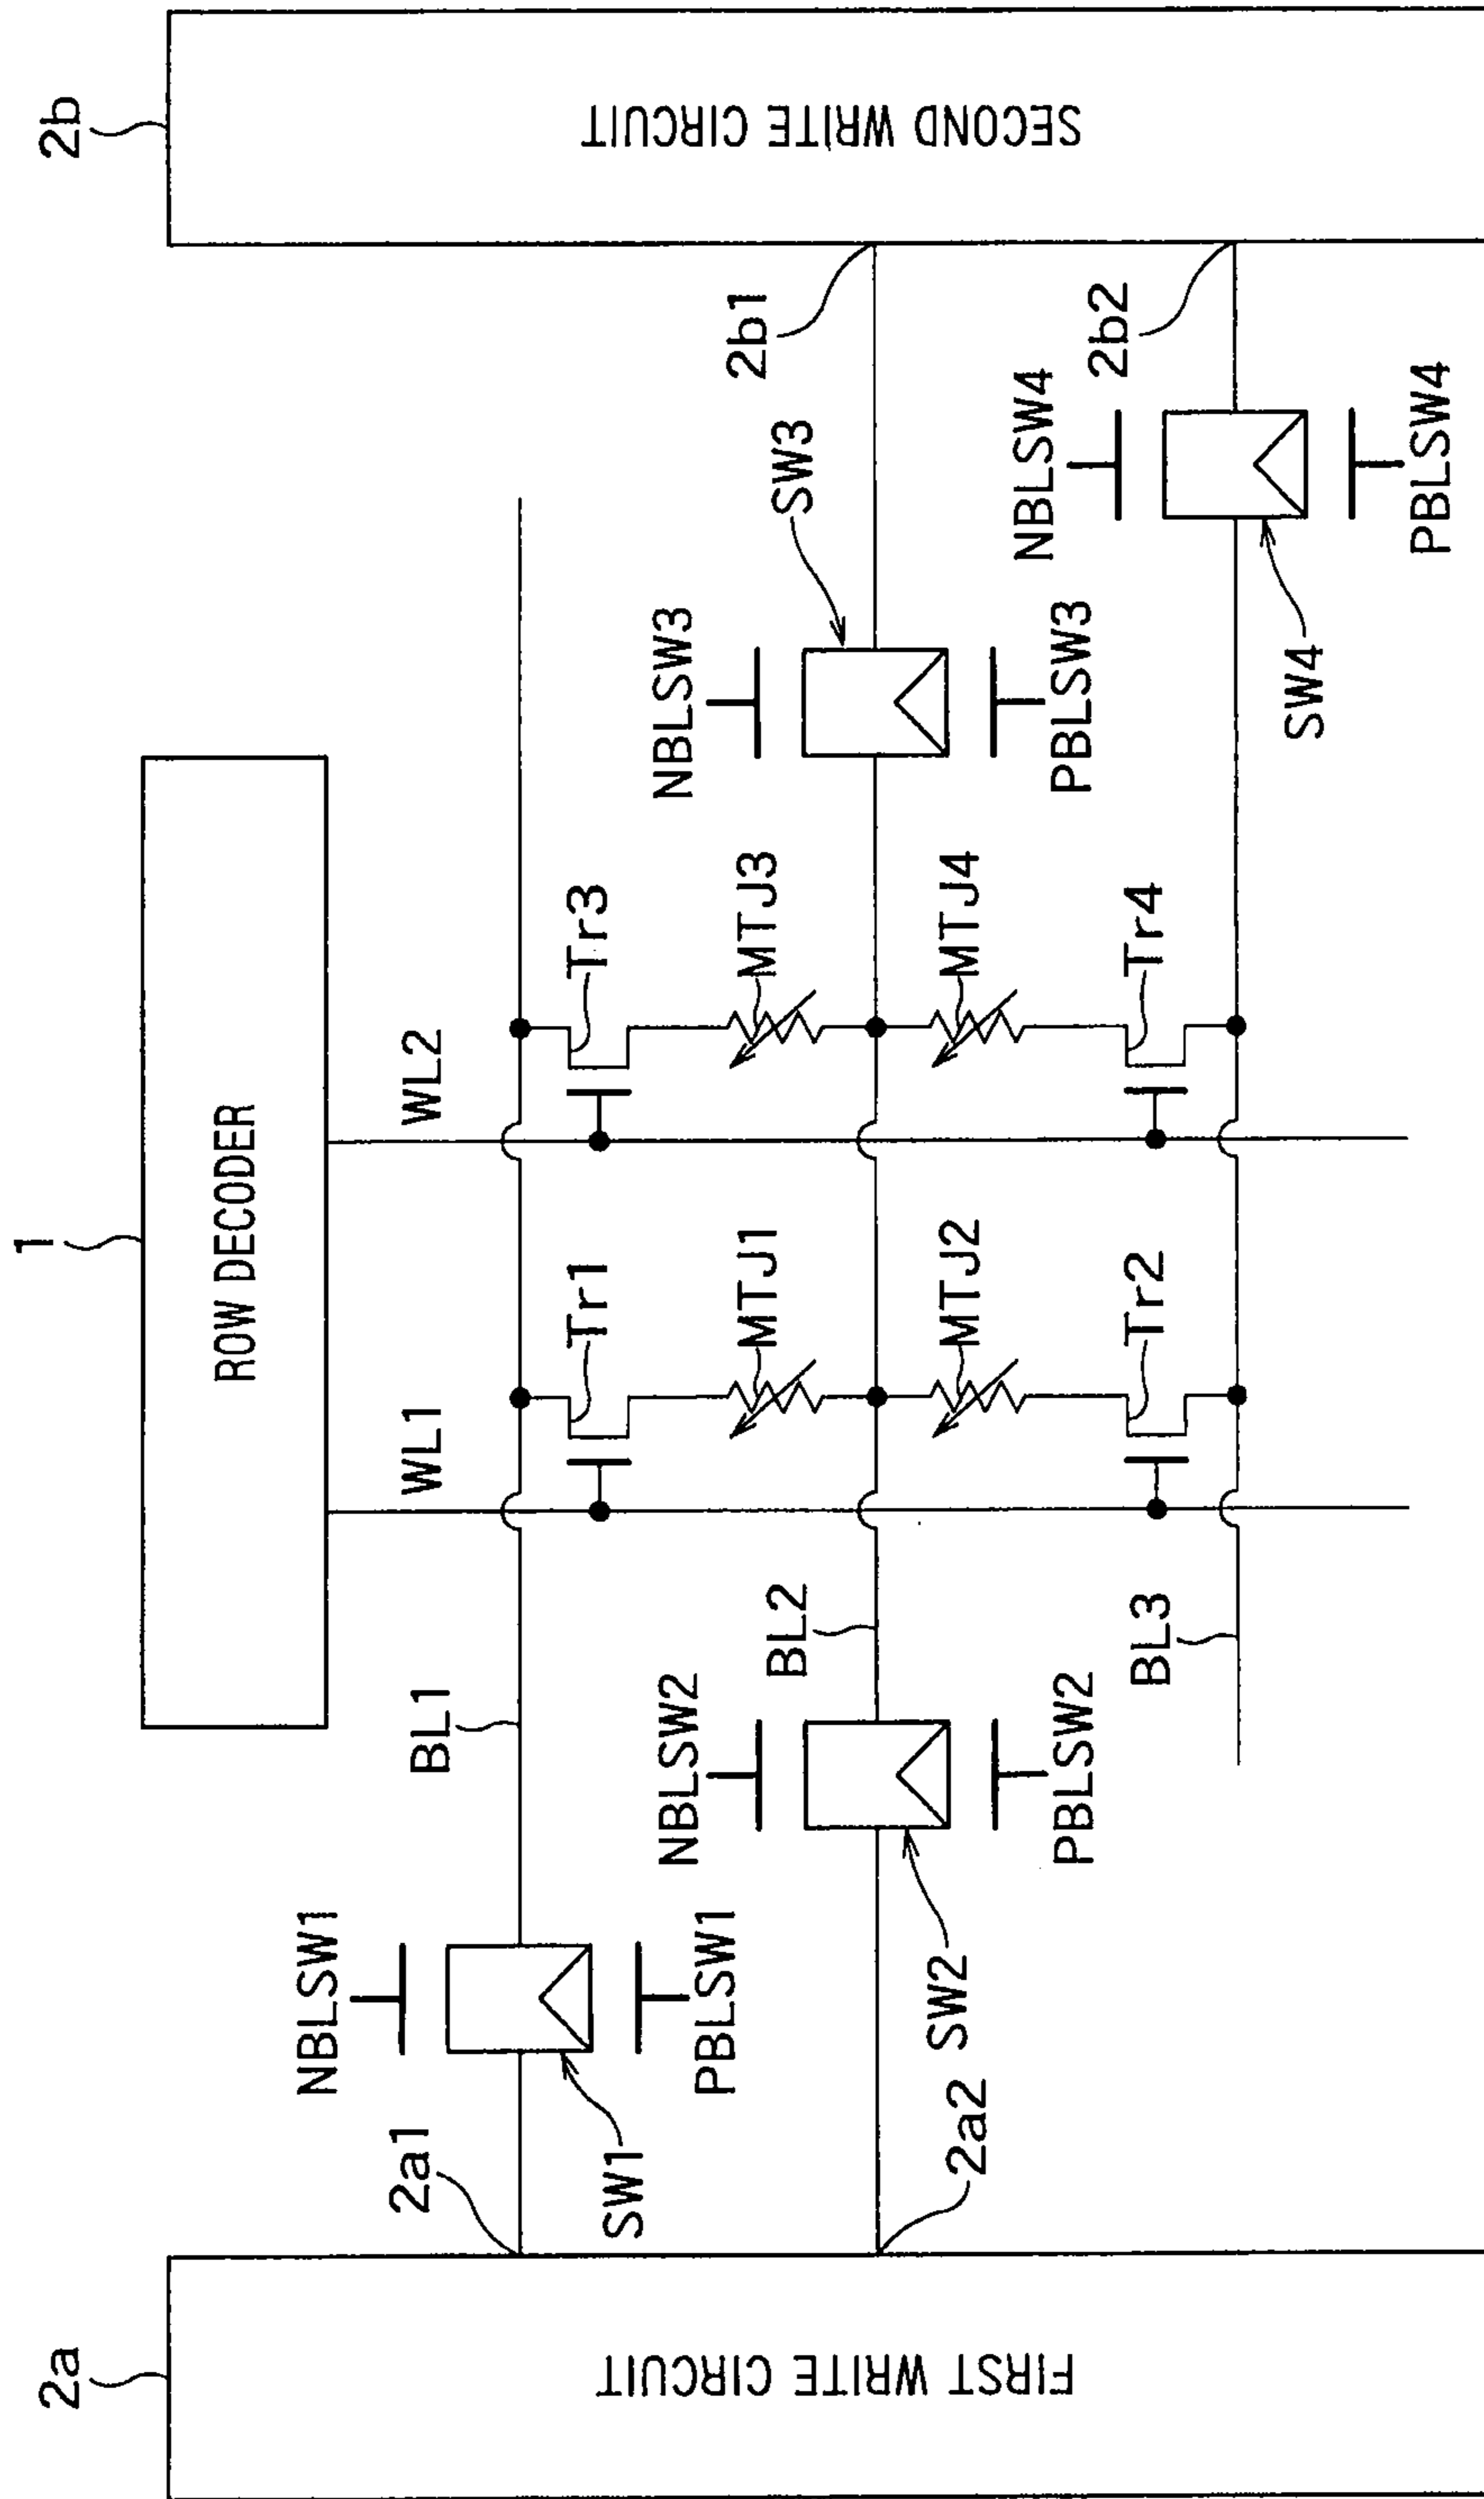 1
ROW DECODER
2a
FIRST WRITE CIRCUIT
2b
SECOND WRITE CIRCUIT
WL1
WL2
NBLSW1
2a1
BL1
SW1
PBLSW1
Tr1
Tr3
NBLSW2
BL2
MTJ1
MTJ3
NBLSW3
SW3
2b1
2a2
SW2
PBLSW2
MTJ2
MTJ4
PBLSW3
NBLSW4
2b2
BL3
Tr2
Tr4
SW4
PBLSW4